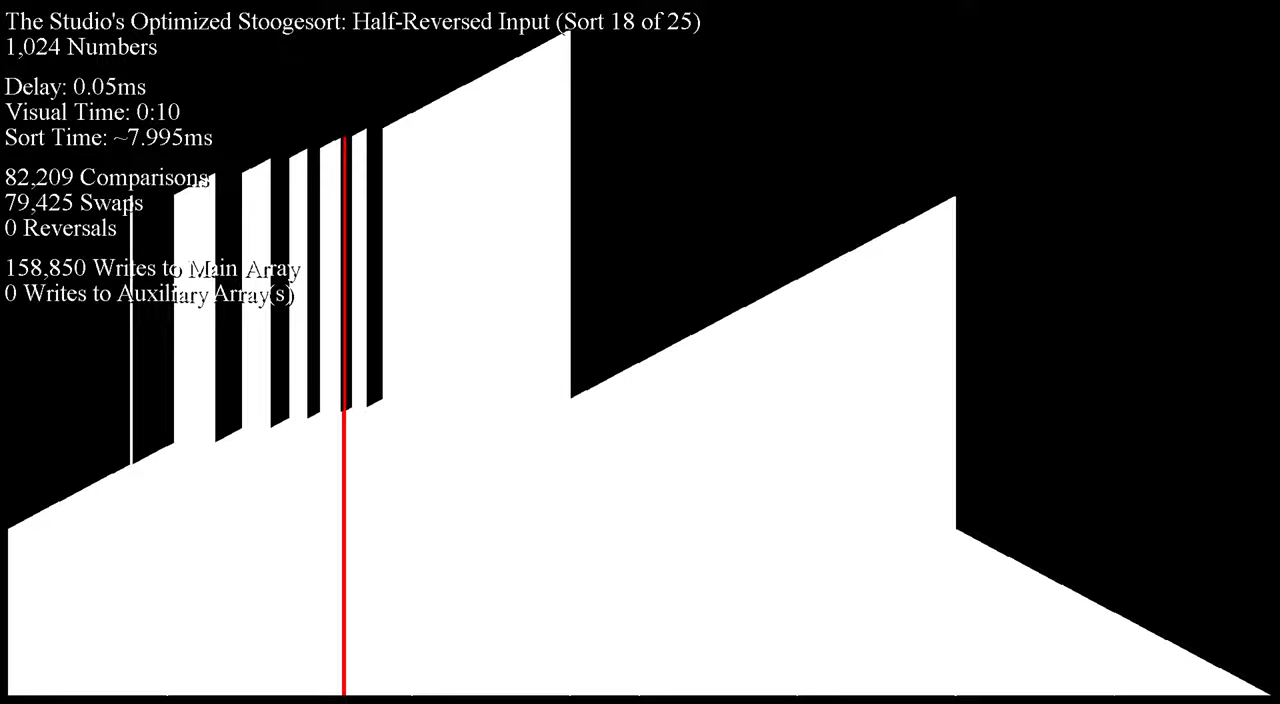 The Studio's Optimized Stoogesort: Half-Reversed Input (Sort 18 of 25)
1,024 Numbers
Delay: 0.05ms
Visual Time: 0:10
Sort Time: ~7.995ms
82,209 Comparisons
79,425 Swaps
0 Reversals
158,850 Writes to Main Array
0 Writes to Auxiliary Array(s)